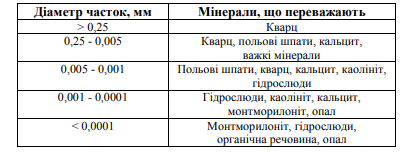 Діаметр часток, мм Мінерали, що переважають
> 0,25 Кварц
0,25 - 0,005 Кварц, польові шпати, кальцит,
важкі мінерали
0,005 - 0,001 Польові шпати, кварц, кальцит, каолініт,
гідрослюди
0,001 - 0,0001 Гідрослюди, каолініт, кальцит,
монтморилоніт, опал
< 0,0001 Монтморилоніт, гідрослюди,
органічна речовина, опал